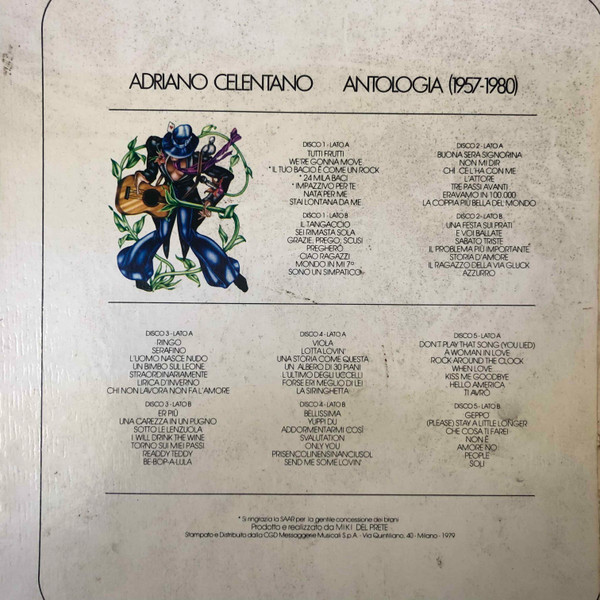 ADRIANO CELENTANO ANTOLOGIA (1957-1980)
DISCO 1 - LATO A
TUTTI FRUTTI
WE'RE GONNA MOVE
* IL TUO BACIO È COME UN ROCK
* 24 MILA BACI
* IMPAZZIVO PER TE
NATA PER ME
STAI LONTANA DA ME
DISCO 1 - LATO B
IL TANGACCIO
SEI RIMASTA SOLA
GRAZIE, PREGO, SCUSI
PREGHERÒ
CIAO RAGAZZI
MONDO IN MI 7ª
SONO UN SIMPATICO
DISCO 2 - LATO A
BUONA SERA SIGNORINA
NON MI DIR
CHI CE L'HA CON ME
L'ATTORE
TRE PASSI AVANTI
ERAVAMO IN 100.000
LA COPPIA PIÙ BELLA DEL MONDO
DISCO 2 - LATO B
UNA FESTA SUI PRATI
E VOI BALLATE
SABATO TRISTE
IL PROBLEMA PIÙ IMPORTANTE
STORIA D'AMORE
IL RAGAZZO DELLA VIA GLUCK
AZZURRO
DISCO 3 - LATO A
RINGO
SERAFINO
L'UOMO NASCE NUDO
UN BIMBO SUL LEONE
STRAORDINARIAMENTE
LIRICA D'INVERNO
CHI NON LAVORA NON FA L'AMORE
DISCO 3 - LATO B
ER PIÙ
UNA CAREZZA IN UN PUGNO
SOTTO LE LENZUOLA
I WILL DRINK THE WINE
TORNO SUI MIEI PASSI
READDY TEDDY
BE-BOP-A-LULA
DISCO 4 - LATO A
VIOLA
LOTTA LOVIN'
UNA STORIA COME QUESTA
UN ALBERO DI 30 PIANI
L'ULTIMO DEGLI UCCELLI
FORSE ERI MEGLIO DI LEI
LA SIRINGHETTA
DISCO 4 - LATO B
BELLISSIMA
YUPPI DU
ADDORMENTARMI COSÌ
SVALUTATION
ONLY YOU
PRISENCOLINENSINANCIUSOL
SEND ME SOME LOVIN'
DISCO 5 - LATO A
DON'T PLAY THAT SONG (YOU LIED)
A WOMAN IN LOVE
ROCK AROUND THE CLOCK
WHEN LOVE
KISS ME GOODBYE
HELLO AMERICA
TI AVRÒ
DISCO 5 - LATO B
GEPPO
(PLEASE) STAY A LITTLE LONGER
CHE COSA TI FAREI
NON È
AMORE NO
PEOPLE
SOLI
* Si ringrazia la SAAR per la gentile concessione dei brani
Prodotto e realizzato da MIKI DEL PRETE
Stampato e Distribuito dalla CGD Messaggerie Musicali S.p.A. - Via Quintiliano, 40 - Milano - 1979